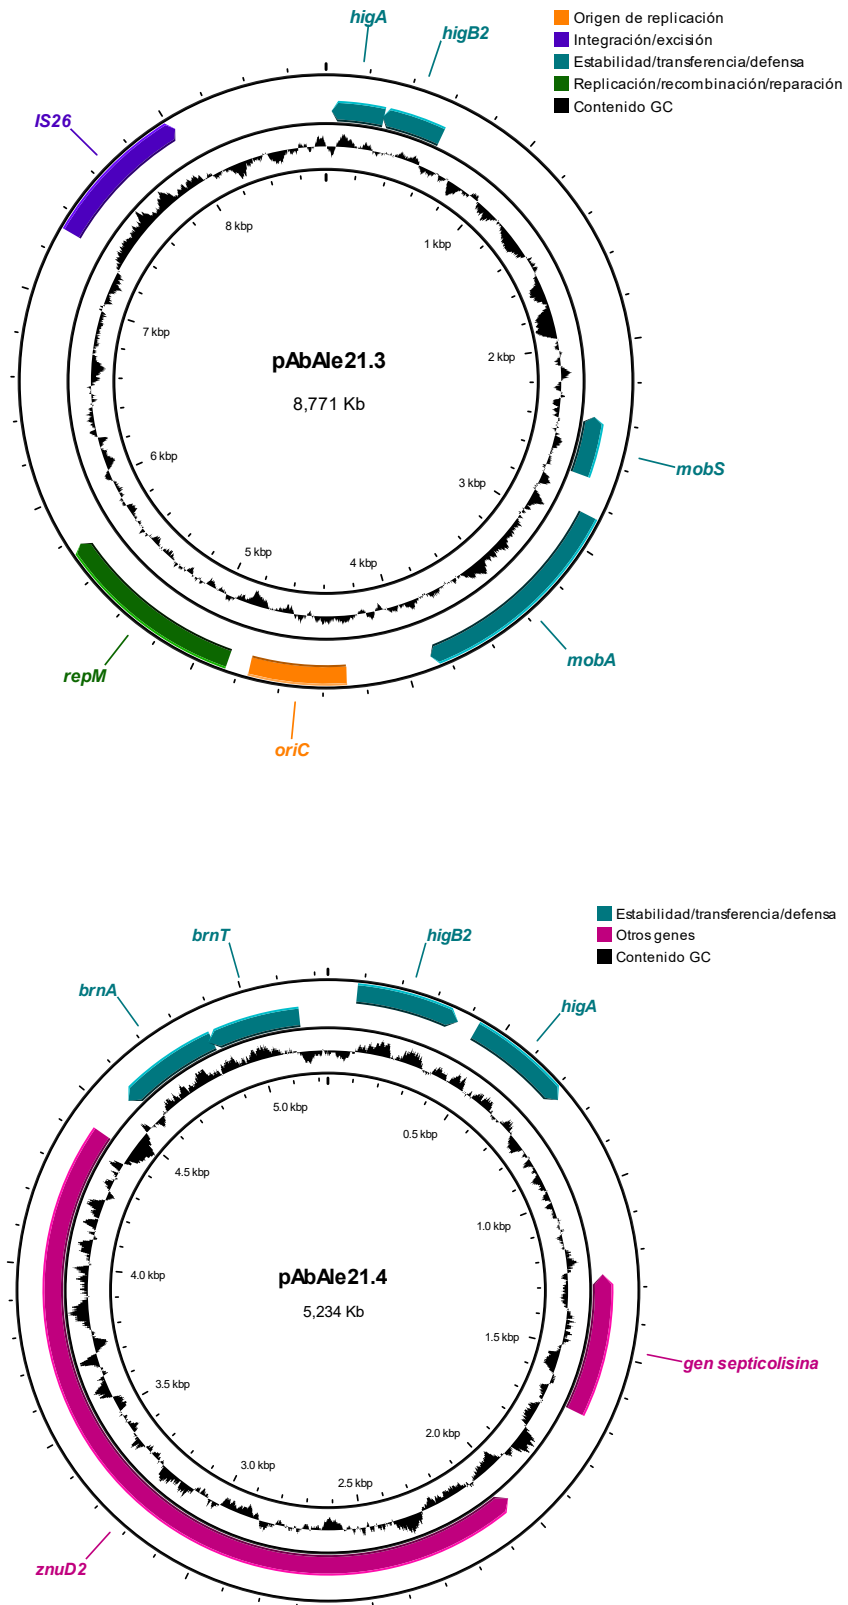 higA
higB2
Origen de replicación
Integración/excisión
Estabilidad/transferencia/defensa
Replicación/recombinación/reparación
Contenido GC
IS26
8 kbp
1 kbp
7 kbp
2 kbp
pAbAle21.3
8,771 Kb
6 kbp
3 kbp
mobS
5 kbp
4 kbp
mobA
repM
oriC
Estabilidad/transferencia/defensa
Otros genes
Contenido GC
brnT
higB2
brnA
higA
5.0 kbp
0.5 kbp
4.5 kbp
1.0 kbp
4.0 kbp
pAbAle21.4
5,234 Kb
1.5 kbp
gen septicolisina
3.5 kbp
2.0 kbp
3.0 kbp
2.5 kbp
znuD2